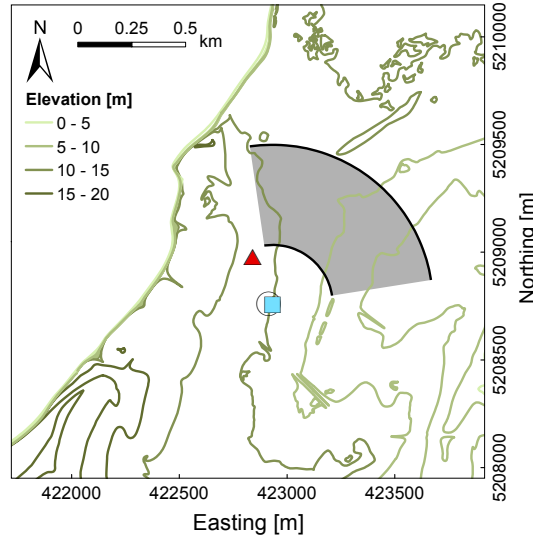 N
0 0.25 0.5
km
Elevation [m]
0 - 5
5 - 10
10 - 15
15 - 20
5210000
5209500
5209000
5208500
5208000
Northing [m]
422000 422500 423000 423500
Easting [m]